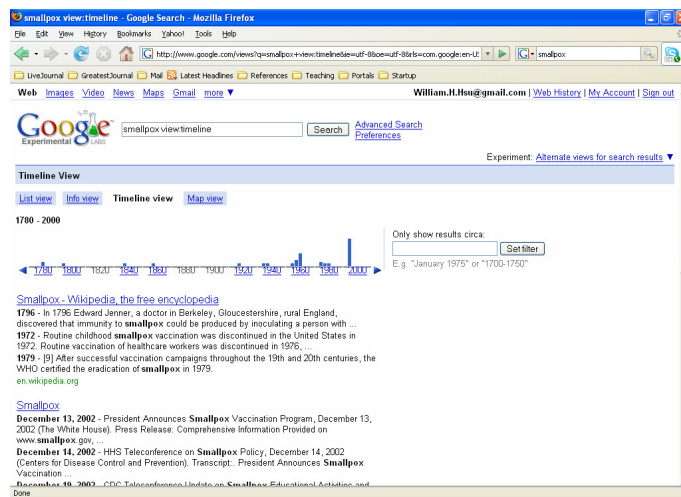 smallpox view:timeline - Google Search - Mozilla Firefox
File Edit View History Bookmarks Yahoo! Tools Help
http://www.google.com/views?q=smallpox+view:timeline&ie=utf-8&oe=utf-8&rls=com.google:en-US smallpox
LiveJournal GreatestJournal Mail Latest Headlines References Teaching Portals Startup
Web Images Video News Maps Gmail more ▼ William.H.Hsu@gmail.com | Web History | My Account | Sign out
Google
Experimental LABS
smallpox view:timeline Search Advanced Search
Preferences
Experiment: Alternate views for search results ▼
Timeline View
List view Info view Timeline view Map view
1780 - 2000
Only show results circa:
Set filter
E.g. "January 1975" or "1700-1750"
1780 1800 1820 1840 1860 1880 1900 1920 1940 1960 1980 2000
Smallpox - Wikipedia, the free encyclopedia
1796 - In 1796 Edward Jenner, a doctor in Berkeley, Gloucestershire, rural England,
discovered that immunity to smallpox could be produced by inoculating a person with ...
1972 - Routine childhood smallpox vaccination was discontinued in the United States in
1972. Routine vaccination of healthcare workers was discontinued in 1976, ...
1979 - [9] After successful vaccination campaigns throughout the 19th and 20th centuries, the
WHO certified the eradication of smallpox in 1979.
en.wikipedia.org
Smallpox
December 13, 2002 - President Announces Smallpox Vaccination Program, December 13,
2002 (The White House). Press Release: Comprehensive Information Provided on
www.smallpox.gov, ...
December 14, 2002 - HHS Teleconference on Smallpox Policy, December 14, 2002
(Centers for Disease Control and Prevention). Transcript:. President Announces Smallpox
Vaccination ...
December 19, 2002 - CDC Teleconference Update on Smallpox Educational Activities and
Done